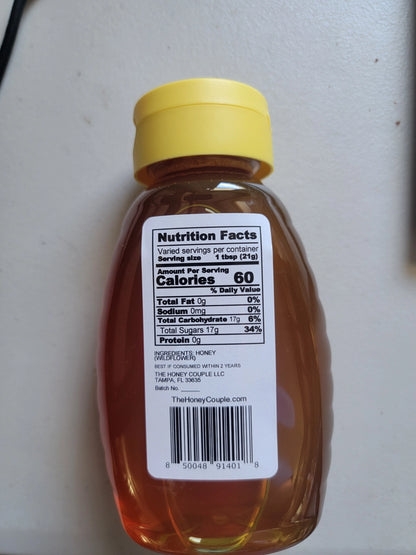 Nutrition Facts
Varied servings per container
Serving size 1 tbsp (21g)
Amount Per Serving
Calories 60
% Daily Value
Total Fat 0g 0%
Sodium 0mg 0%
Total Carbohydrate 17g 6%
Total Sugars 17g 34%
Protein 0g
INGREDIENTS: HONEY
(WILDFLOWER)
BEST IF CONSUMED WITHIN 2 YEARS
THE HONEY COUPLE LLC
TAMPA, FL 33635
Batch No. ______
TheHoneyCouple.com
8 50048 91401 8